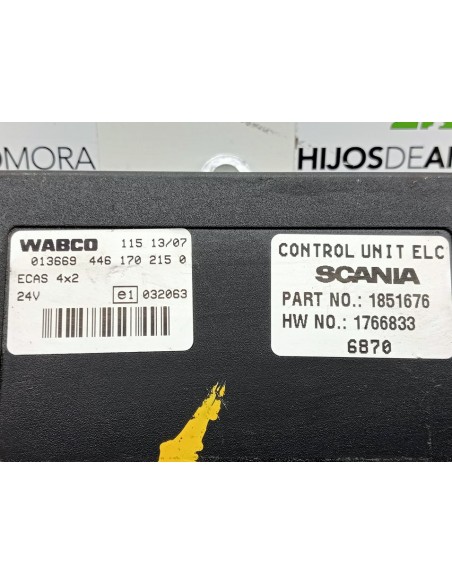 OMORA
HIJOSDEA
WABCO 115 13/07
013669 446 170 215 0
ECAS 4x2
24V e1 032063
CONTROL UNIT ELC
SCANIA
PART NO.: 1851676
HW NO.: 1766833
6870